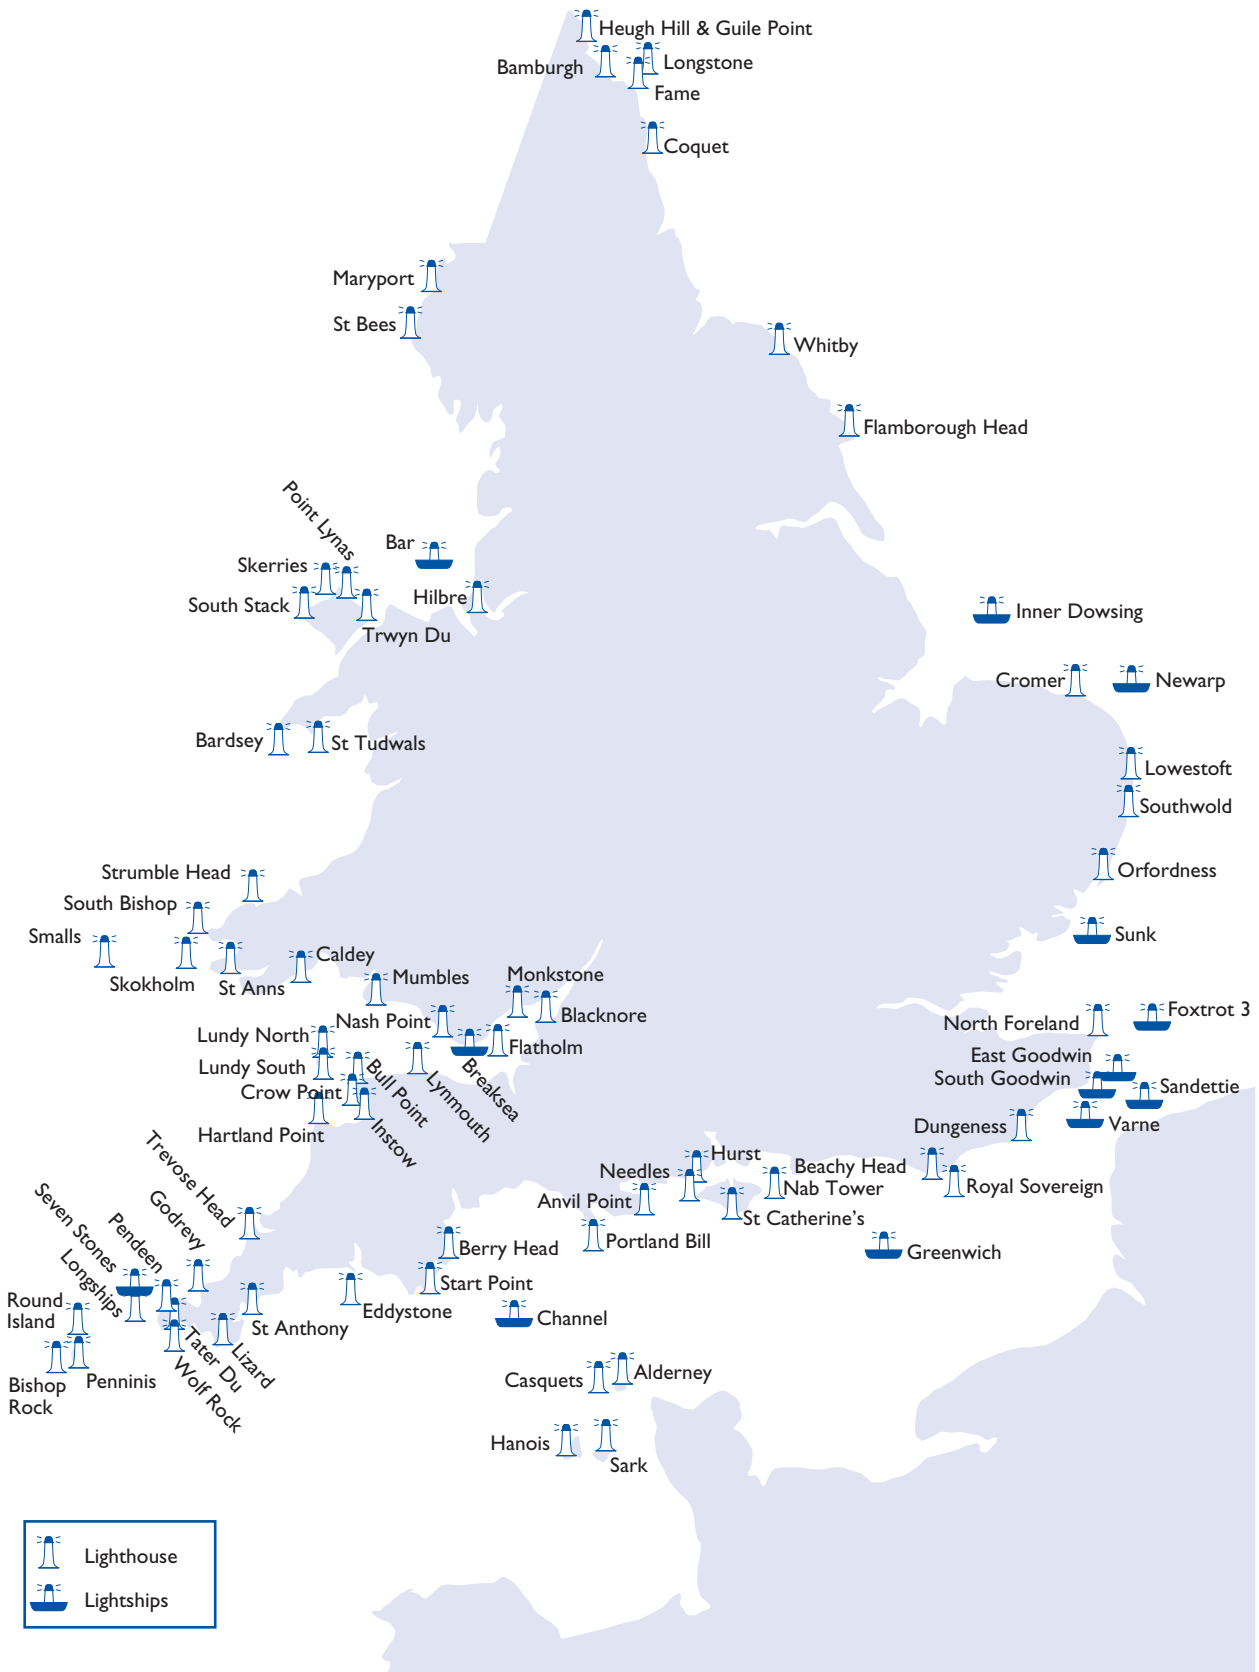 Heugh Hill & Guile Point
Bamburgh
Longstone
Fame
Coquet
Maryport
St Bees
Whitby
Flamborough Head
Point Lynas
Bar
Skerries
South Stack
Hilbre
Trwyn Du
Inner Dowsing
Cromer
Newarp
Bardsey
St Tudwals
Lowestoft
Southwold
Strumble Head
Orfordness
South Bishop
Smalls
Sunk
Skokholm
St Anns
Caldey
Mumbles
Monkstone
Blacknore
Nash Point
Lundy North
Flatholm
North Foreland
Foxtrot 3
Lundy South
East Goodwin
South Goodwin
Sandettie
Crow Point
Bull Point
Lynmouth
Breaksea
Varne
Dungeness
Hartland Point
Instow
Hurst
Needles
Beachy Head
Nab Tower
Royal Sovereign
Anvil Point
St Catherine's
Trevose Head
Godrevy
Portland Bill
Berry Head
Greenwich
Seven Stones
Pendeen
Longships
Start Point
Eddystone
Channel
Round
Island
St Anthony
Lizard
Tater Du
Wolf Rock
Bishop
Rock
Penninis
Casquets
Alderney
Hanois
Sark
Lighthouse
Lightships